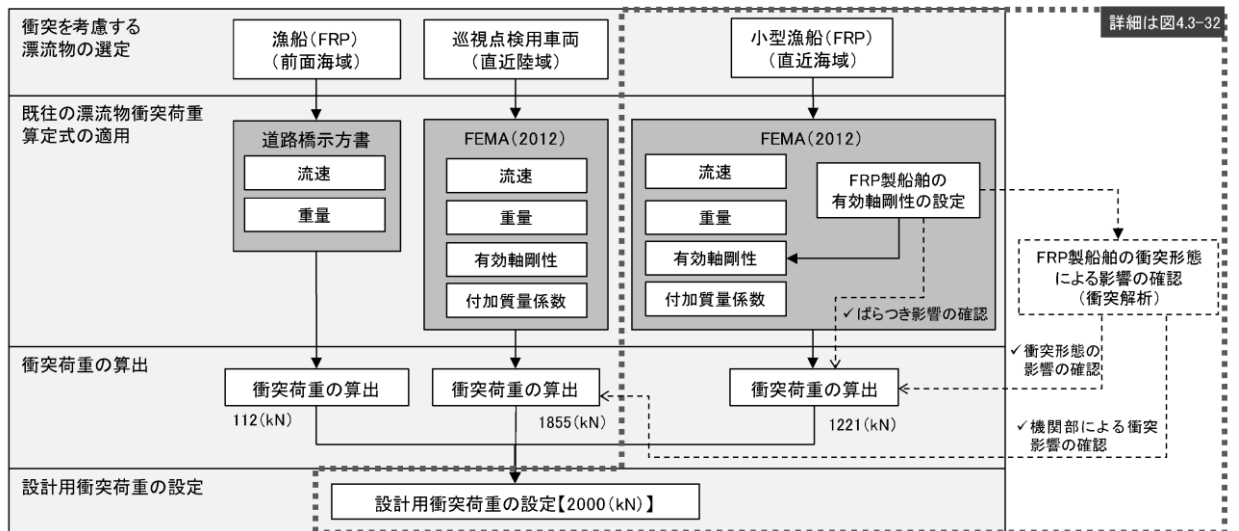 詳細は図4.3-32
衝突を考慮する
漂流物の選定
漁船(FRP)
(前面海域)
巡視点検用車両
(直近陸域)
小型漁船(FRP)
(直近海域)
既往の漂流物衝突荷重
算定式の適用
道路橋示方書
流速
重量
FEMA(2012)
流速
重量
有効軸剛性
付加質量係数
FEMA(2012)
流速
重量
有効軸剛性
付加質量係数
FRP製船舶の
有効軸剛性の設定
FRP製船舶の衝突形態
による影響の確認
(衝突解析)
✓ばらつき影響の確認
✓衝突形態の
影響の確認
✓機関部による衝突
影響の確認
衝突荷重の算出
衝突荷重の算出
112(kN)
衝突荷重の算出
1855(kN)
衝突荷重の算出
1221(kN)
設計用衝突荷重の設定
設計用衝突荷重の設定【2000(kN)】